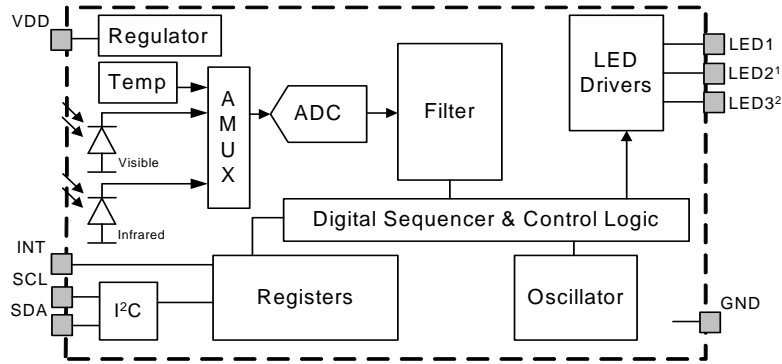 VDD
Regulator
LED1
LED2¹
LED3²
LED
Drivers
Temp
A
M
U
X
ADC
Filter
Visible
Infrared
Digital Sequencer & Control Logic
INT
SCL
SDA
I²C
Registers
Oscillator
GND